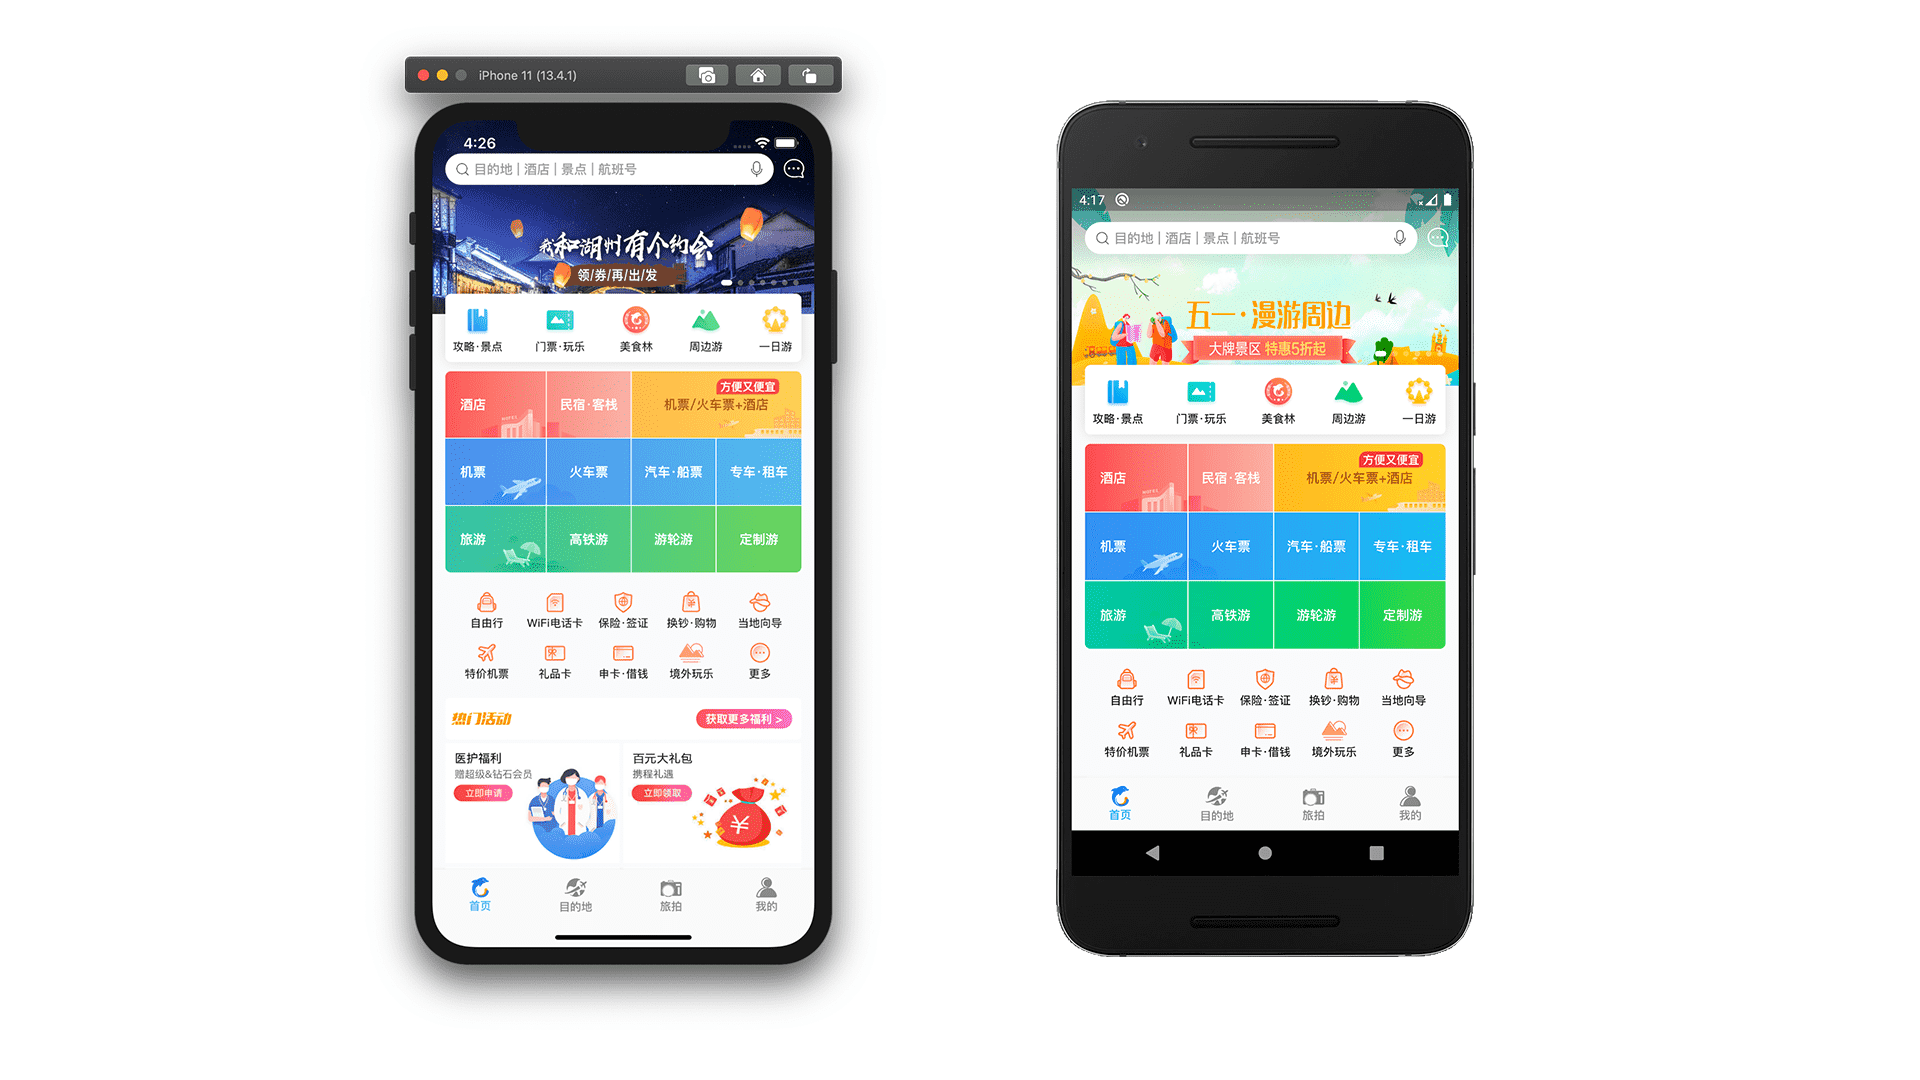 iPhone 11 (13.4.1)
4:26
目的地 | 酒店 | 景点 | 航班号
我和湖州有个约会
领/券/再/出/发
攻略·景点 门票·玩乐 美食林 周边游 一日游
酒店 民宿·客栈 方便又便宜
机票/火车票+酒店
机票 火车票 汽车·船票 专车·租车
旅游 高铁游 游轮游 定制游
自由行 WiFi电话卡 保险·签证 换钞·购物 当地向导
特价机票 礼品卡 申卡·借钱 境外玩乐 更多
热门活动 获取更多福利 >
医护福利 百元大礼包
赠超级&钻石会员 携程礼遇
立即申请 立即领取
首页 目的地 旅拍 我的
4:17
目的地 | 酒店 | 景点 | 航班号
五一·漫游周边
大牌景区 特惠5折起
攻略·景点 门票·玩乐 美食林 周边游 一日游
酒店 民宿·客栈 方便又便宜
机票/火车票+酒店
机票 火车票 汽车·船票 专车·租车
旅游 高铁游 游轮游 定制游
自由行 WiFi电话卡 保险·签证 换钞·购物 当地向导
特价机票 礼品卡 申卡·借钱 境外玩乐 更多
首页 目的地 旅拍 我的